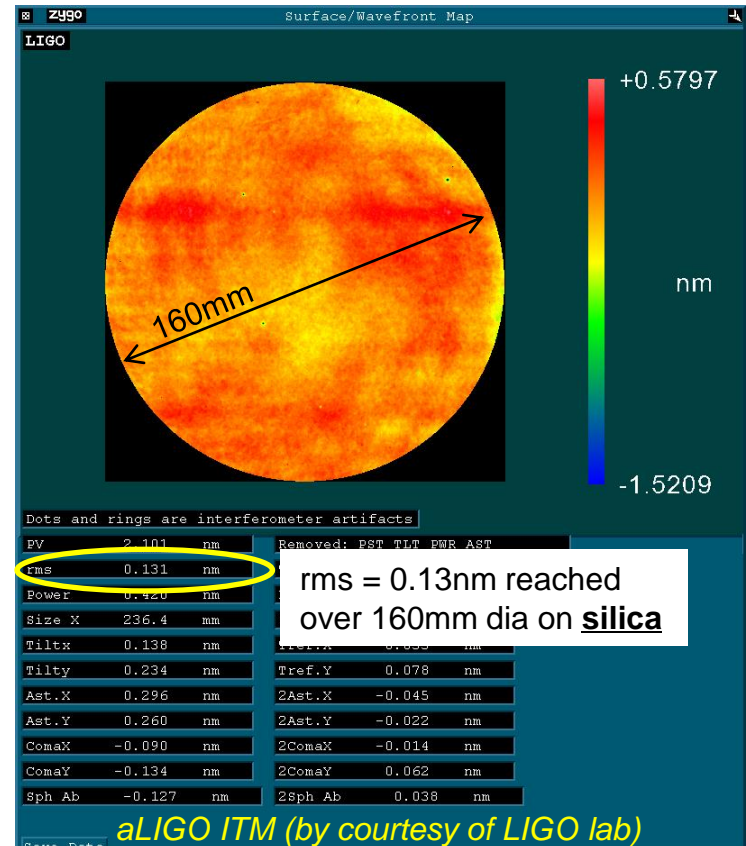 zygo Surface/Wavefront Map
LIGO
+0.5797
160mm
nm
-1.5209
Dots and rings are interferometer artifacts
PV 2.101 nm Removed: PST TLT PWR AST
rms 0.131 nm
rms = 0.13nm reached
over 160mm dia on silica
Power 0.420 nm
Size X 236.4 mm
Tiltx 0.138 nm
Tilty 0.234 nm Tref.Y 0.078 nm
Ast.X 0.296 nm 2Ast.X -0.045 nm
Ast.Y 0.260 nm 2Ast.Y -0.022 nm
ComaX -0.090 nm 2ComaX -0.014 nm
ComaY -0.134 nm 2ComaY 0.062 nm
Sph Ab -0.127 nm 2Sph Ab 0.038 nm
aLIGO ITM (by courtesy of LIGO lab)